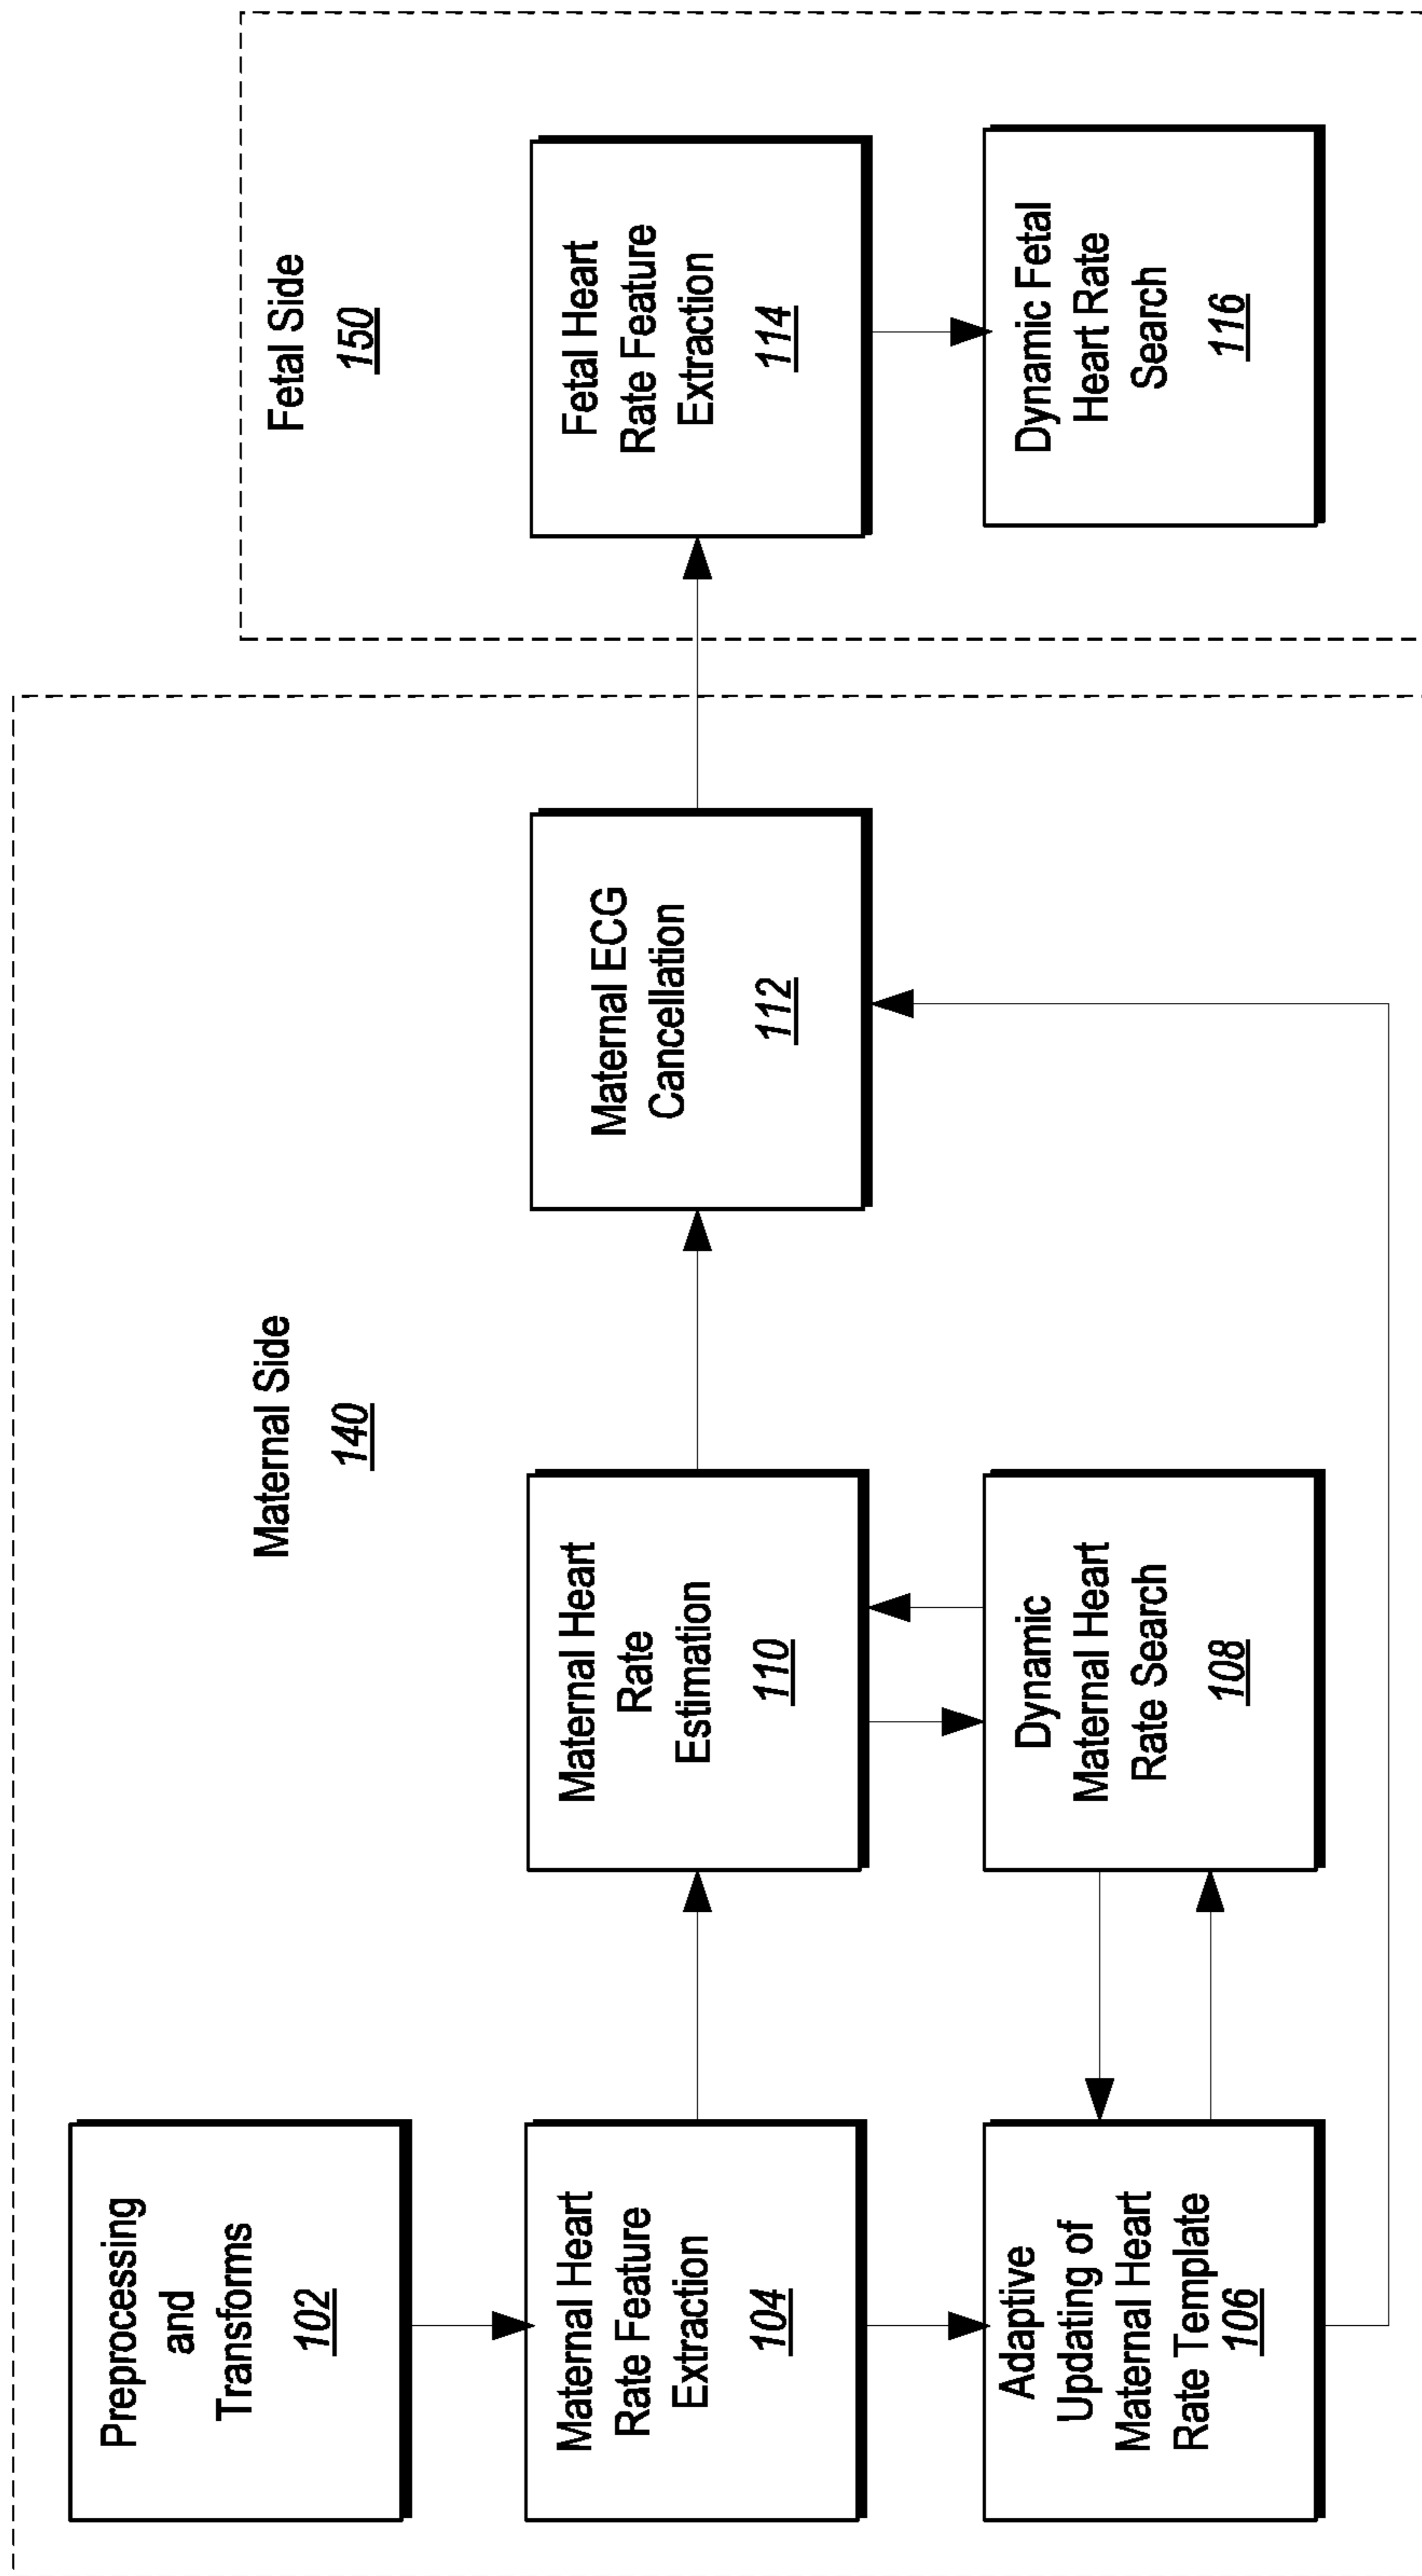 Maternal Side
140
Fetal Side
150
Preprocessing
and
Transforms
102
Maternal Heart
Rate Feature
Extraction
104
Adaptive
Updating of
Maternal Heart
Rate Template
106
Maternal Heart
Rate
Estimation
110
Dynamic
Maternal Heart
Rate Search
108
Maternal ECG
Cancellation
112
Fetal Heart
Rate Feature
Extraction
114
Dynamic Fetal
Heart Rate
Search
116